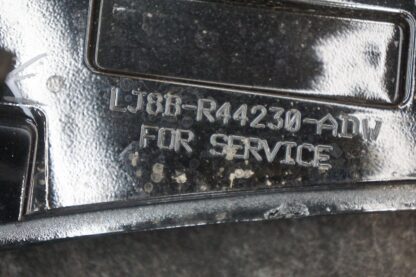 LJ8B-R44230-ADW
FOR SERVICE